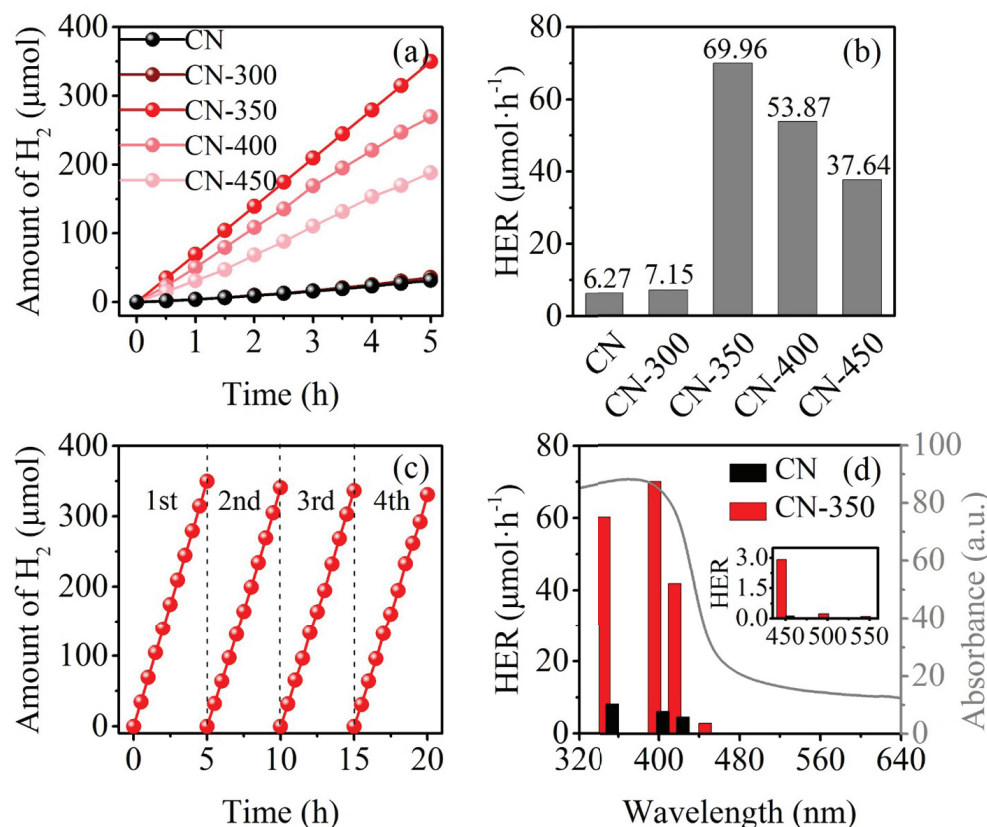 (a)
CN
CN-300
CN-350
CN-400
CN-450
400
300
200
100
0
Amount of H₂ (μmol)
0 1 2 3 4 5
Time (h)
(b)
80
60
40
20
0
HER (μmol·h⁻¹)
6.27
7.15
69.96
53.87
37.64
CN
CN-300
CN-350
CN-400
CN-450
(c)
400
300
200
100
0
Amount of H₂ (μmol)
1st 2nd 3rd 4th
0 5 10 15 20
Time (h)
(d)
CN
CN-350
80
60
40
20
0
HER (μmol·h⁻¹)
100
80
60
40
20
0
Absorbance (a.u.)
3.0
1.5
0.0
HER
450 500 550
320 400 480 560 640
Wavelength (nm)